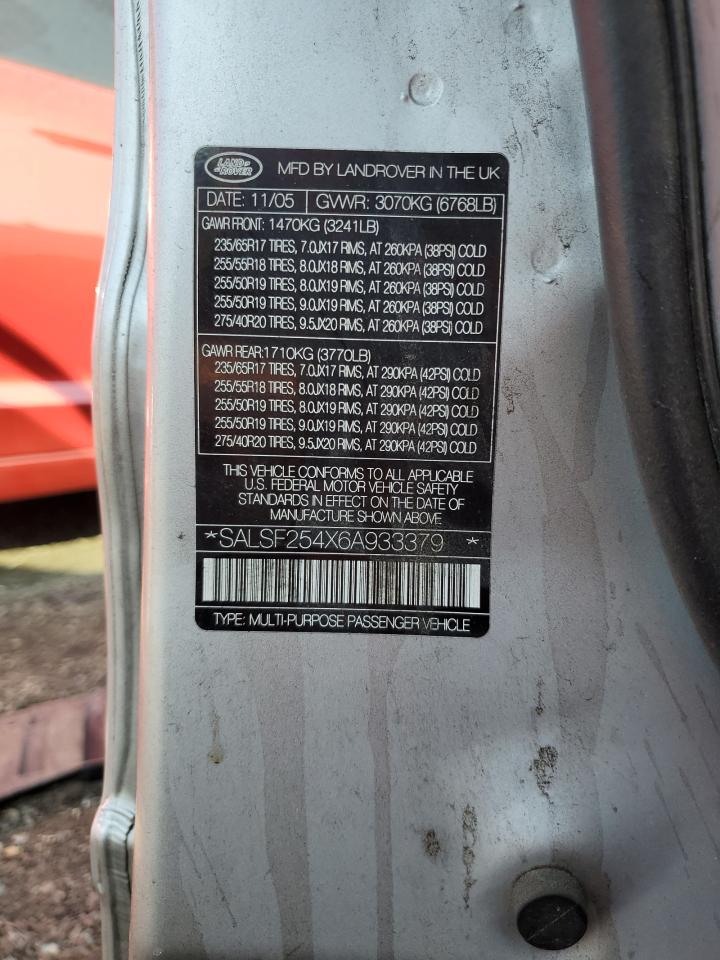 LAND ROVER MFD BY LANDROVER IN THE UK
DATE: 11/05 GVWR: 3070KG (6768LB)
GAWR FRONT: 1470KG (3241LB)
235/65R17 TIRES, 7.0JX17 RIMS, AT 260KPA (38PSI) COLD
255/55R18 TIRES, 8.0JX18 RIMS, AT 260KPA (38PSI) COLD
255/50R19 TIRES, 8.0JX19 RIMS, AT 260KPA (38PSI) COLD
255/50R19 TIRES, 9.0JX19 RIMS, AT 260KPA (38PSI) COLD
275/40R20 TIRES, 9.5JX20 RIMS, AT 260KPA (38PSI) COLD
GAWR REAR:1710KG (3770LB)
235/65R17 TIRES, 7.0JX17 RIMS, AT 290KPA (42PSI) COLD
255/55R18 TIRES, 8.0JX18 RIMS, AT 290KPA (42PSI) COLD
255/50R19 TIRES, 8.0JX19 RIMS, AT 290KPA (42PSI) COLD
255/50R19 TIRES, 9.0JX19 RIMS, AT 290KPA (42PSI) COLD
275/40R20 TIRES, 9.5JX20 RIMS, AT 290KPA (42PSI) COLD
THIS VEHICLE CONFORMS TO ALL APPLICABLE
U.S. FEDERAL MOTOR VEHICLE SAFETY
STANDARDS IN EFFECT ON THE DATE OF
MANUFACTURE SHOWN ABOVE
*SALSF254X6A933379 *
TYPE: MULTI-PURPOSE PASSENGER VEHICLE